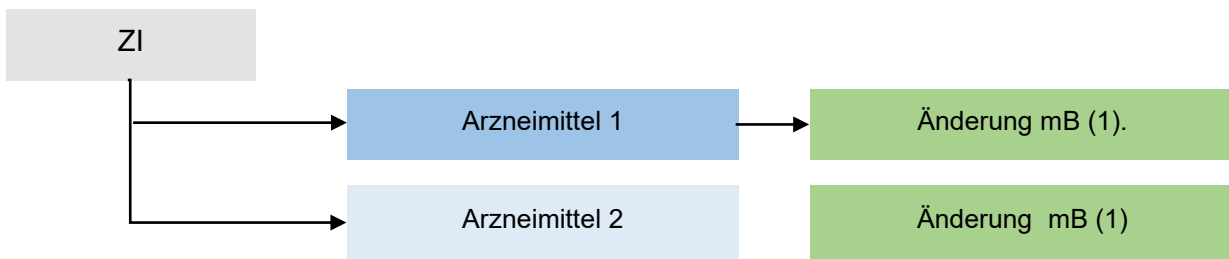 ZI
Arzneimittel 1
Änderung mB (1).
Arzneimittel 2
Änderung mB (1)